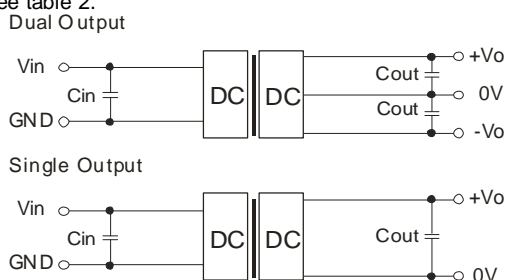 see table 2.
Dual Output
Vin
Cin
GND
DC DC
Cout
Cout
+Vo
0V
-Vo
Single Output
Vin
Cin
GND
DC DC
Cout
+Vo
0V